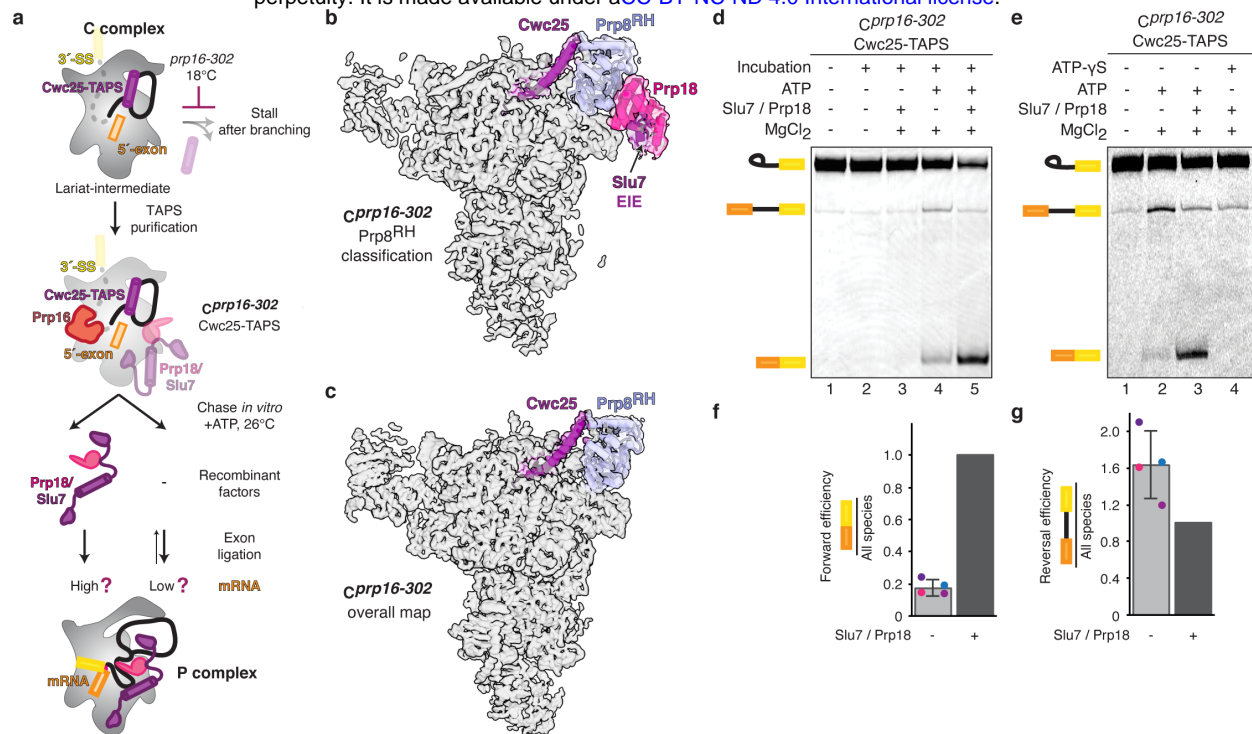 perpetuity. It is made available under aCC-BY-NC-ND 4.0 International license.
a
C complex
3´-SS
Cwc25-TAPS
5´-exon
prp16-302
18°C
Stall
after branching
Lariat-intermediate
TAPS
purification
3´-SS
Cwc25-TAPS
Prp16
5´-exon
Prp18/
Slu7
Cprp16-302
Cwc25-TAPS
Chase in vitro
+ATP, 26°C
Prp18/
Slu7
-
Recombinant
factors
Exon
ligation
High ?
Low ?
mRNA
mRNA
P complex
b
Cwc25
Prp8RH
Prp18
Slu7
EIE
Cprp16-302
Prp8RH
classification
c
Cwc25
Prp8RH
Cprp16-302
overall map
d
Cprp16-302
Cwc25-TAPS
Incubation - + + + +
ATP - - - + +
Slu7 / Prp18 - - + - +
MgCl2 - - + + +
1 2 3 4 5
e
Cprp16-302
Cwc25-TAPS
ATP-γS - - - +
ATP - + + -
Slu7 / Prp18 - - + +
MgCl2 - + + +
1 2 3 4
f
Forward efficiency
All species
1.0
0.8
0.6
0.4
0.2
0
Slu7 / Prp18 - +
g
Reversal efficiency
All species
2.0
1.6
1.2
0.8
0.4
0
Slu7 / Prp18 - +